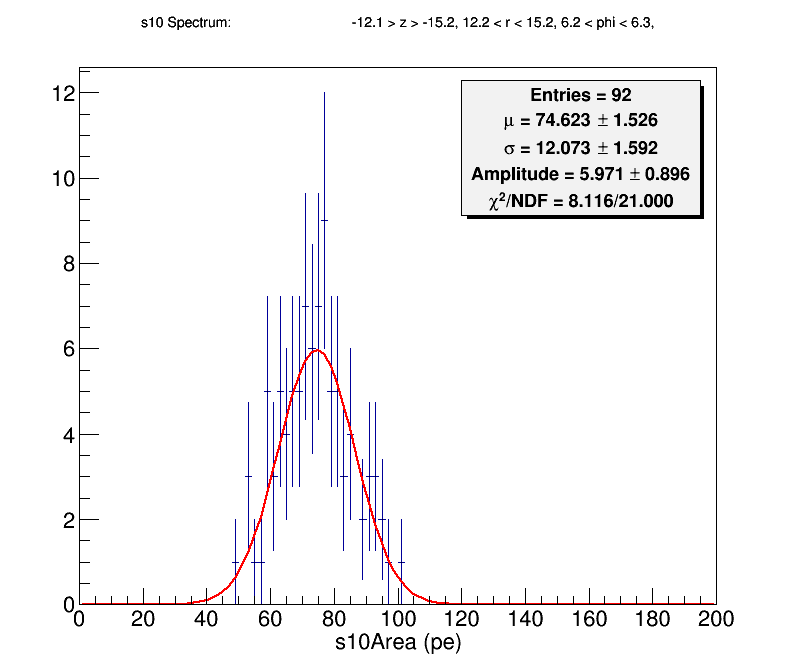 s10 Spectrum: -12.1 > z > -15.2, 12.2 < r < 15.2, 6.2 < phi < 6.3,
Entries = 92
μ = 74.623 ± 1.526
σ = 12.073 ± 1.592
Amplitude = 5.971 ± 0.896
χ²/NDF = 8.116/21.000
12
10
8
6
4
2
0
0 20 40 60 80 100 120 140 160 180 200
s10Area (pe)